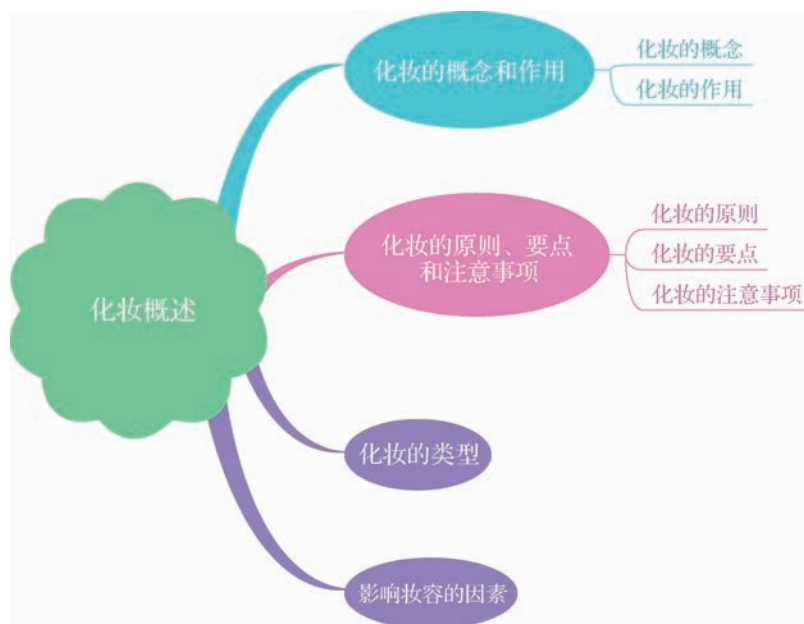 化妆概述
化妆的概念和作用
化妆的概念
化妆的作用
化妆的原则、要点
和注意事项
化妆的原则
化妆的要点
化妆的注意事项
化妆的类型
影响妆容的因素